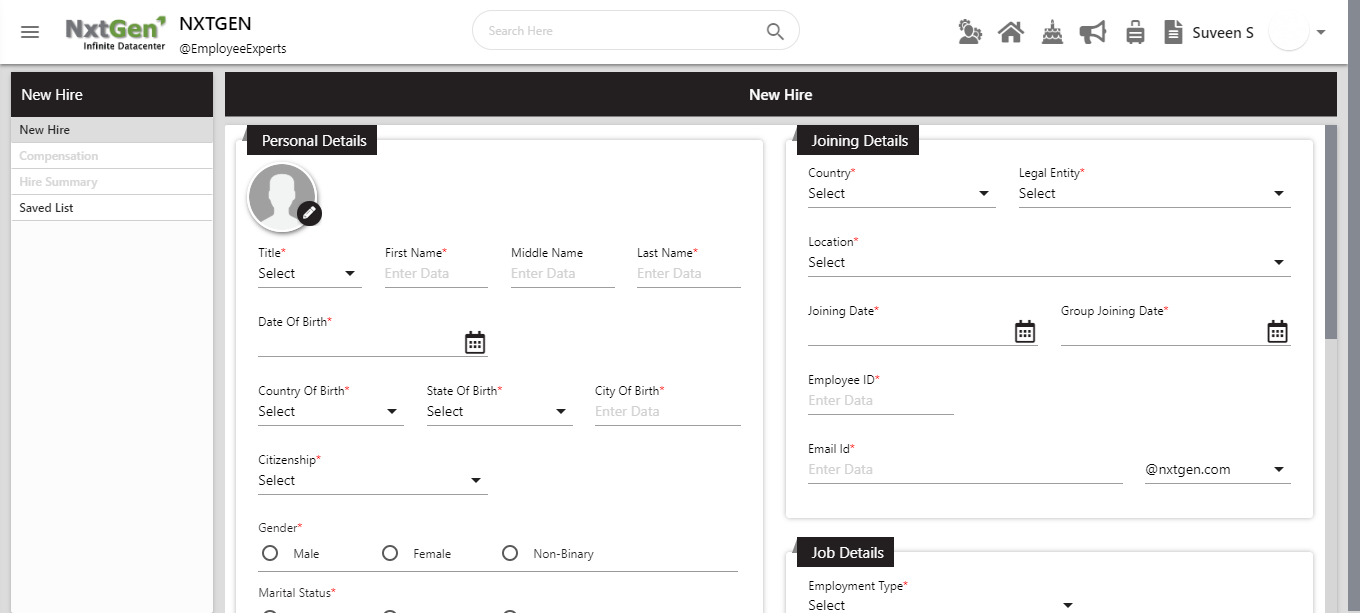 NxtGen
Infinite Datacenter
NXTGEN
@EmployeeExperts
Search Here
Suveen S
New Hire
New Hire
Compensation
Hire Summary
Saved List
New Hire
Personal Details
Title*
First Name*
Middle Name
Last Name*
Select
Enter Data
Enter Data
Enter Data
Date Of Birth*
Country Of Birth*
State Of Birth*
City Of Birth*
Select
Select
Enter Data
Citizenship*
Select
Gender*
Male
Female
Non-Binary
Marital Status*
Joining Details
Country*
Legal Entity*
Select
Select
Location*
Select
Joining Date*
Group Joining Date*
Employee ID*
Enter Data
Email Id*
Enter Data
@nxtgen.com
Job Details
Employment Type*
Select